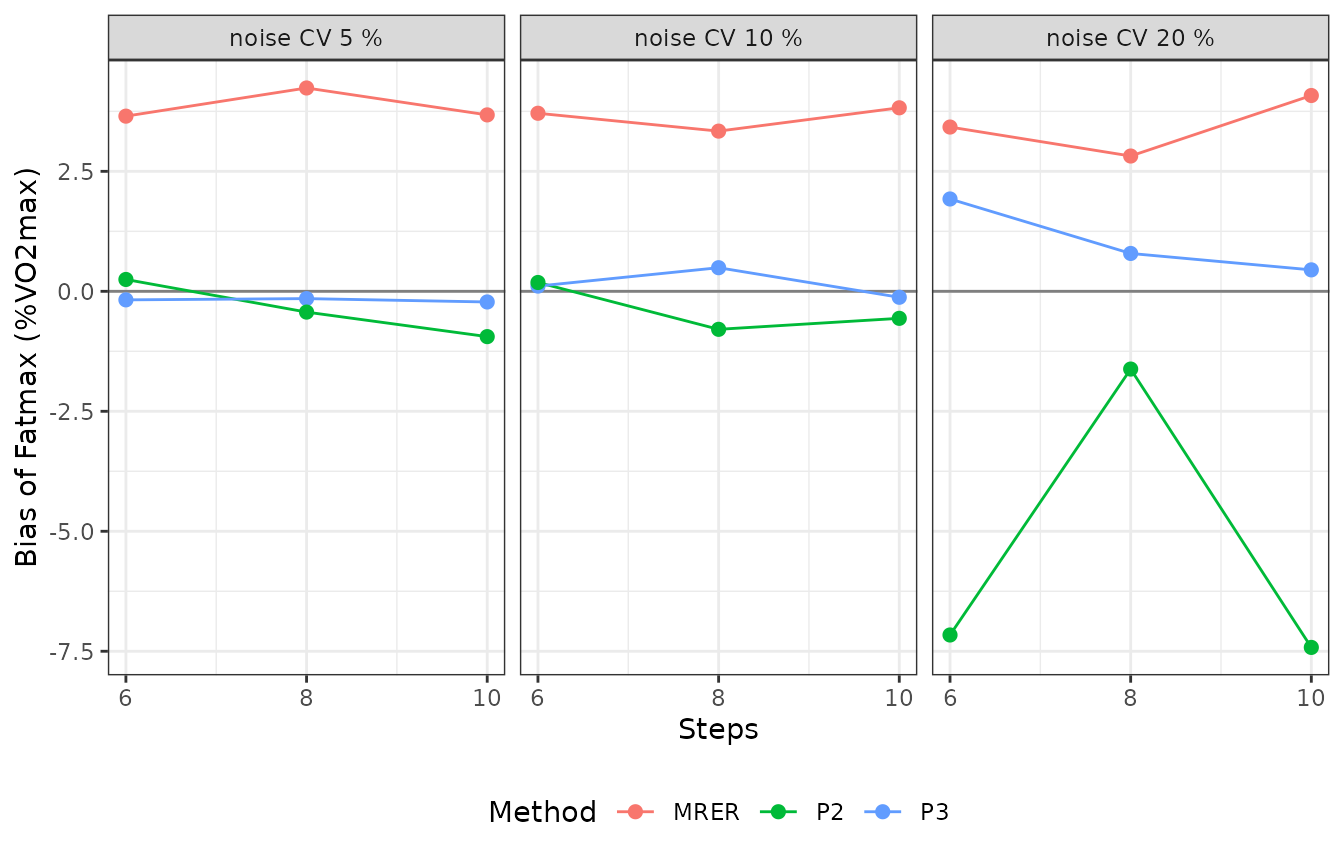 noise CV 5 % noise CV 10 % noise CV 20 %
Bias of Fatmax (%VO2max)
2.5
0.0
-2.5
-5.0
-7.5
6 8 10 6 8 10 6 8 10
Steps
Method MRER P2 P3